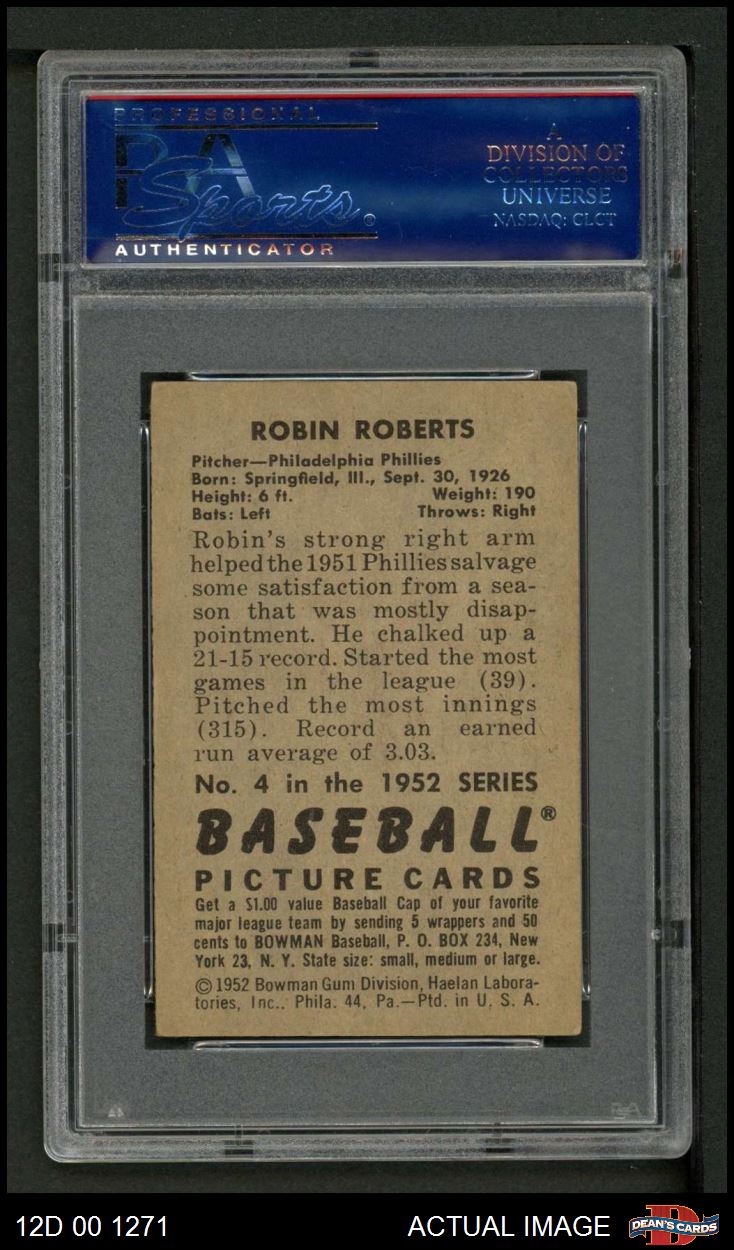 PROFESSIONAL
PSA
Sports®
AUTHENTICATOR
A
DIVISION OF
COLLECTORS
UNIVERSE
NASDAQ: CLCT
ROBIN ROBERTS
Pitcher—Philadelphia Phillies
Born: Springfield, Ill., Sept. 30, 1926
Height: 6 ft. Weight: 190
Bats: Left Throws: Right
Robin's strong right arm
helped the 1951 Phillies salvage
some satisfaction from a sea-
son that was mostly disap-
pointment. He chalked up a
21-15 record. Started the most
games in the league (39).
Pitched the most innings
(315). Record an earned
run average of 3.03.
No. 4 in the 1952 SERIES
BASEBALL®
PICTURE CARDS
Get a $1.00 value Baseball Cap of your favorite
major league team by sending 5 wrappers and 50
cents to BOWMAN Baseball, P. O. BOX 234, New
York 23, N. Y. State size: small, medium or large.
©1952 Bowman Gum Division, Haelan Labora-
tories, Inc., Phila. 44, Pa.—Ptd. in U. S. A.
12D 00 1271 ACTUAL IMAGE DEAN'S CARDS